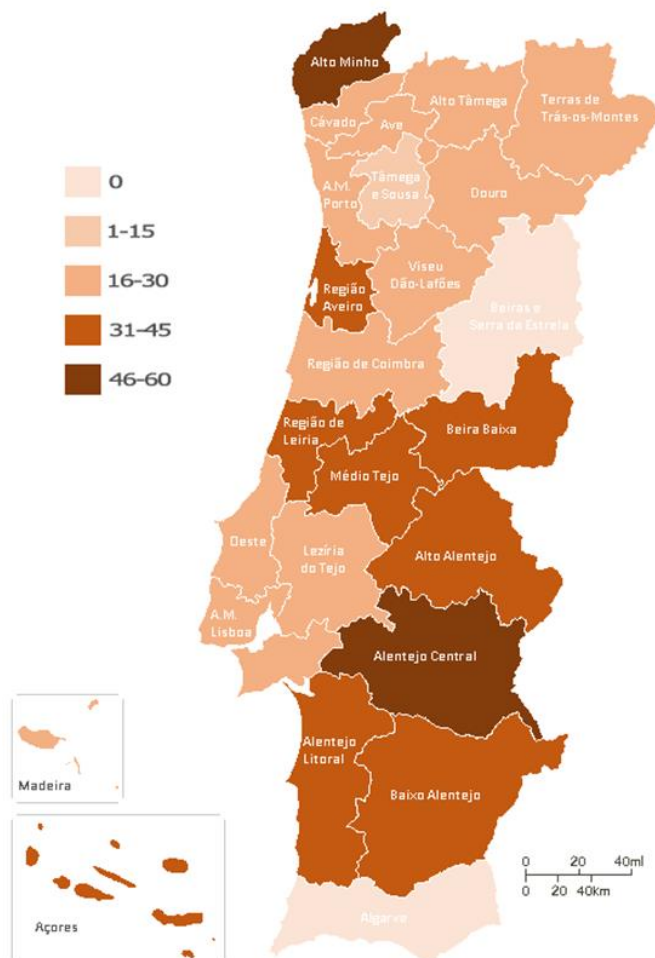 Alto Minho
Alto Tâmega
Terras de
Trás-os-Montes
Cávado
Ave
0
A.M.
Porto
Tâmega
e Sousa
Douro
1-15
16-30
Região
Aveiro
Viseu
Dão-Lafões
Beiras e
Serra da Estrela
31-45
Região de Coimbra
46-60
Região de
Leiria
Beira Baixa
Médio Tejo
Oeste
Lezíria
do Tejo
Alto Alentejo
A.M.
Lisboa
Alentejo Central
Alentejo
Litoral
Madeira
Baixo Alentejo
0 20 40ml
0 20 40km
Algarve
Açores